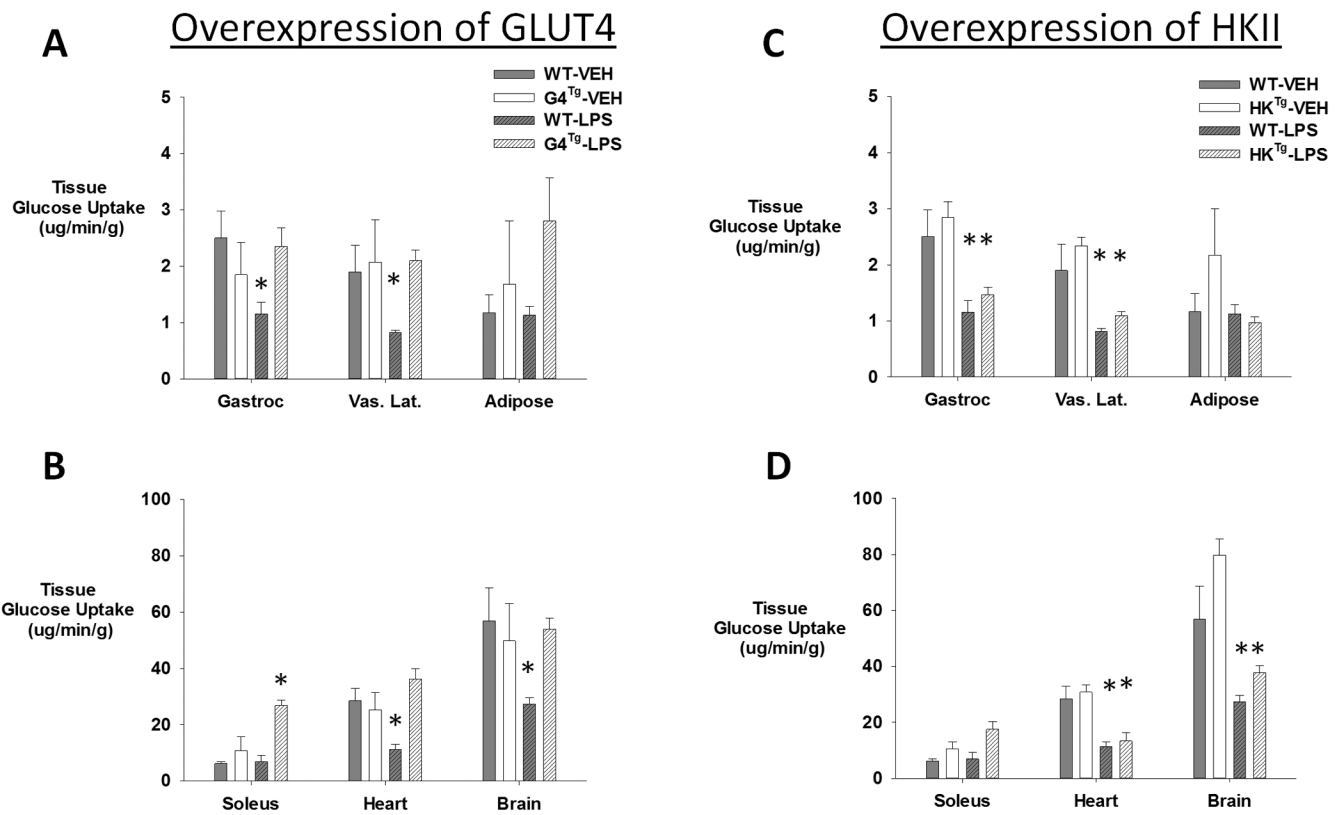 A
Overexpression of GLUT4
WT-VEH
G4Tg-VEH
WT-LPS
G4Tg-LPS
5
4
3
2
1
0
Tissue
Glucose Uptake
(ug/min/g)
*
*
Gastroc
Vas. Lat.
Adipose
B
100
80
60
40
20
0
Tissue
Glucose Uptake
(ug/min/g)
*
*
*
Soleus
Heart
Brain
C
Overexpression of HKII
WT-VEH
HKTg-VEH
WT-LPS
HKTg-LPS
5
4
3
2
1
0
Tissue
Glucose Uptake
(ug/min/g)
**
* *
Gastroc
Vas. Lat.
Adipose
D
100
80
60
40
20
0
Tissue
Glucose Uptake
(ug/min/g)
* *
**
Soleus
Heart
Brain